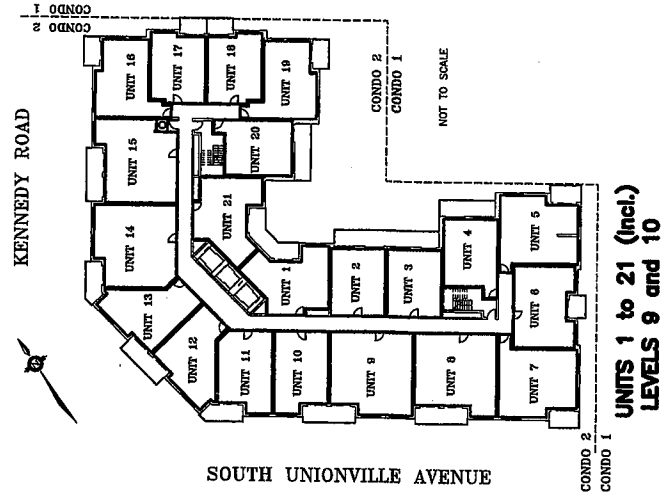 CONDO 1
CONDO 2
KENNEDY ROAD
UNIT 16
UNIT 17
UNIT 18
UNIT 19
UNIT 15
UNIT 20
UNIT 14
UNIT 21
UNIT 13
UNIT 12
UNIT 11
UNIT 10
UNIT 9
UNIT 8
UNIT 7
UNIT 1
UNIT 2
UNIT 3
UNIT 4
UNIT 5
UNIT 6
CONDO 2
CONDO 1
NOT TO SCALE
CONDO 2
CONDO 1
SOUTH UNIONVILLE AVENUE
UNITS 1 to 21 (Incl.)
LEVELS 9 and 10